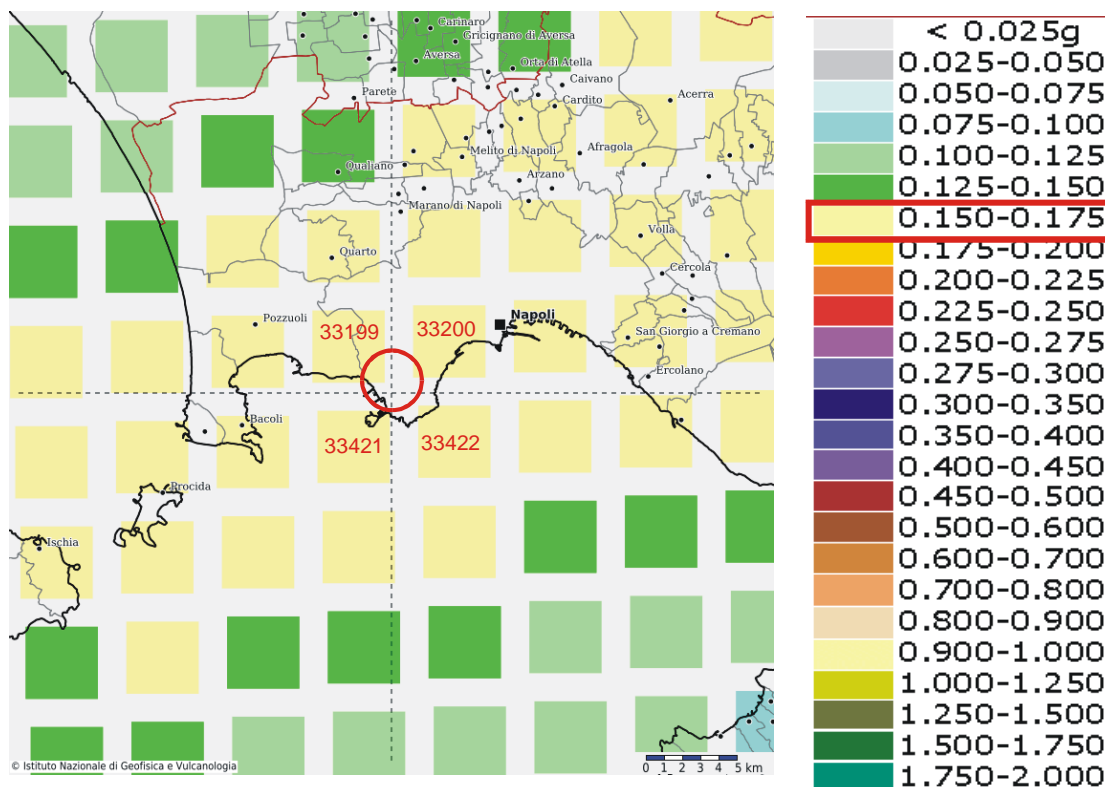 Carinaro
Gricignano di Aversa
Aversa
Orta di Atella
Caivano
Parete
Cardito
Acerra
Melito di Napoli
Afragola
Qualiano
Arzano
Marano di Napoli
Volla
Quarto
Cercola
Pozzuoli
Napoli
33199
33200
San Giorgio a Cremano
Ercolano
Bacoli
33421
33422
Procida
Ischia
© Istituto Nazionale di Geofisica e Vulcanologia
0 1 2 3 4 5 km
< 0.025g
0.025-0.050
0.050-0.075
0.075-0.100
0.100-0.125
0.125-0.150
0.150-0.175
0.175-0.200
0.200-0.225
0.225-0.250
0.250-0.275
0.275-0.300
0.300-0.350
0.350-0.400
0.400-0.450
0.450-0.500
0.500-0.600
0.600-0.700
0.700-0.800
0.800-0.900
0.900-1.000
1.000-1.250
1.250-1.500
1.500-1.750
1.750-2.000